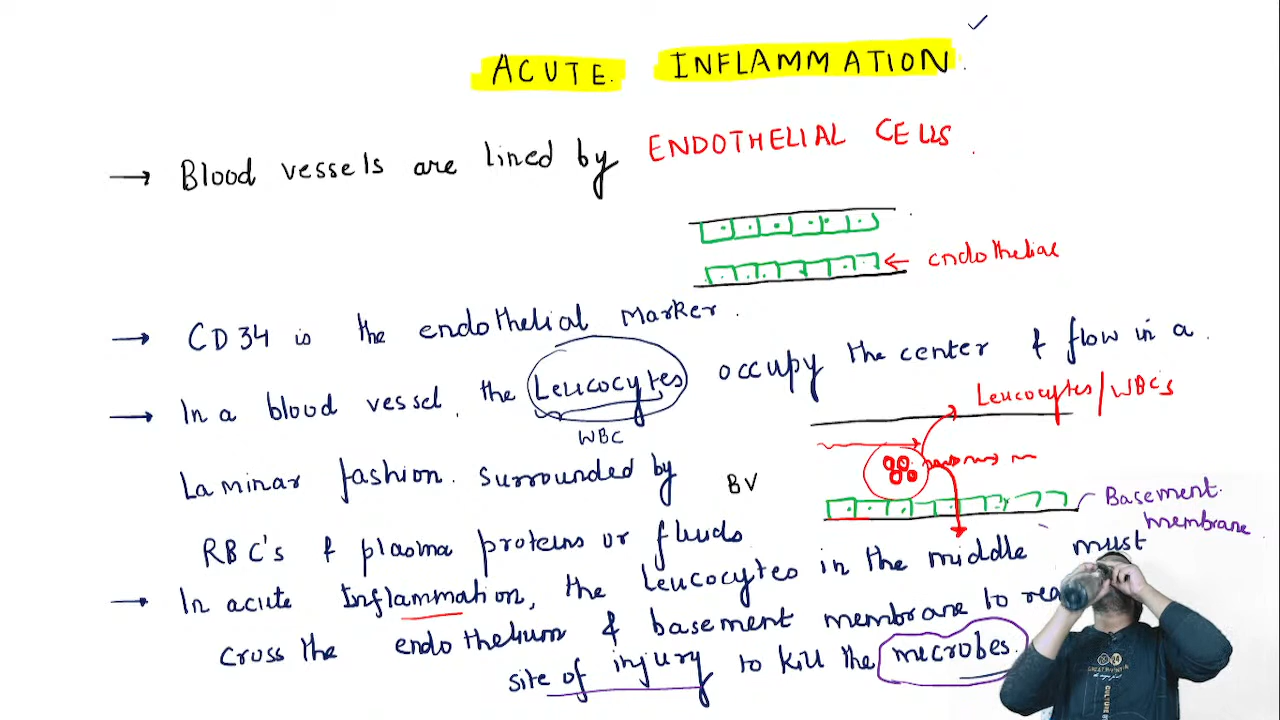 ACUTE INFLAMMATION
→ Blood vessels are lined by ENDOTHELIAL CELLS
endothelial
→ CD34 is the endothelial marker.
→ In a blood vessel, the Leucocytes occupy the center & flow in a
WBC
Leucocytes/WBCs
Laminar fashion surrounded by
BV
Basement membrane
RBC's & plasma proteins or fluids
→ In acute Inflammation, the Leucocytes in the middle must
cross the endothelium & basement membrane to
site of injury to kill the microbes.